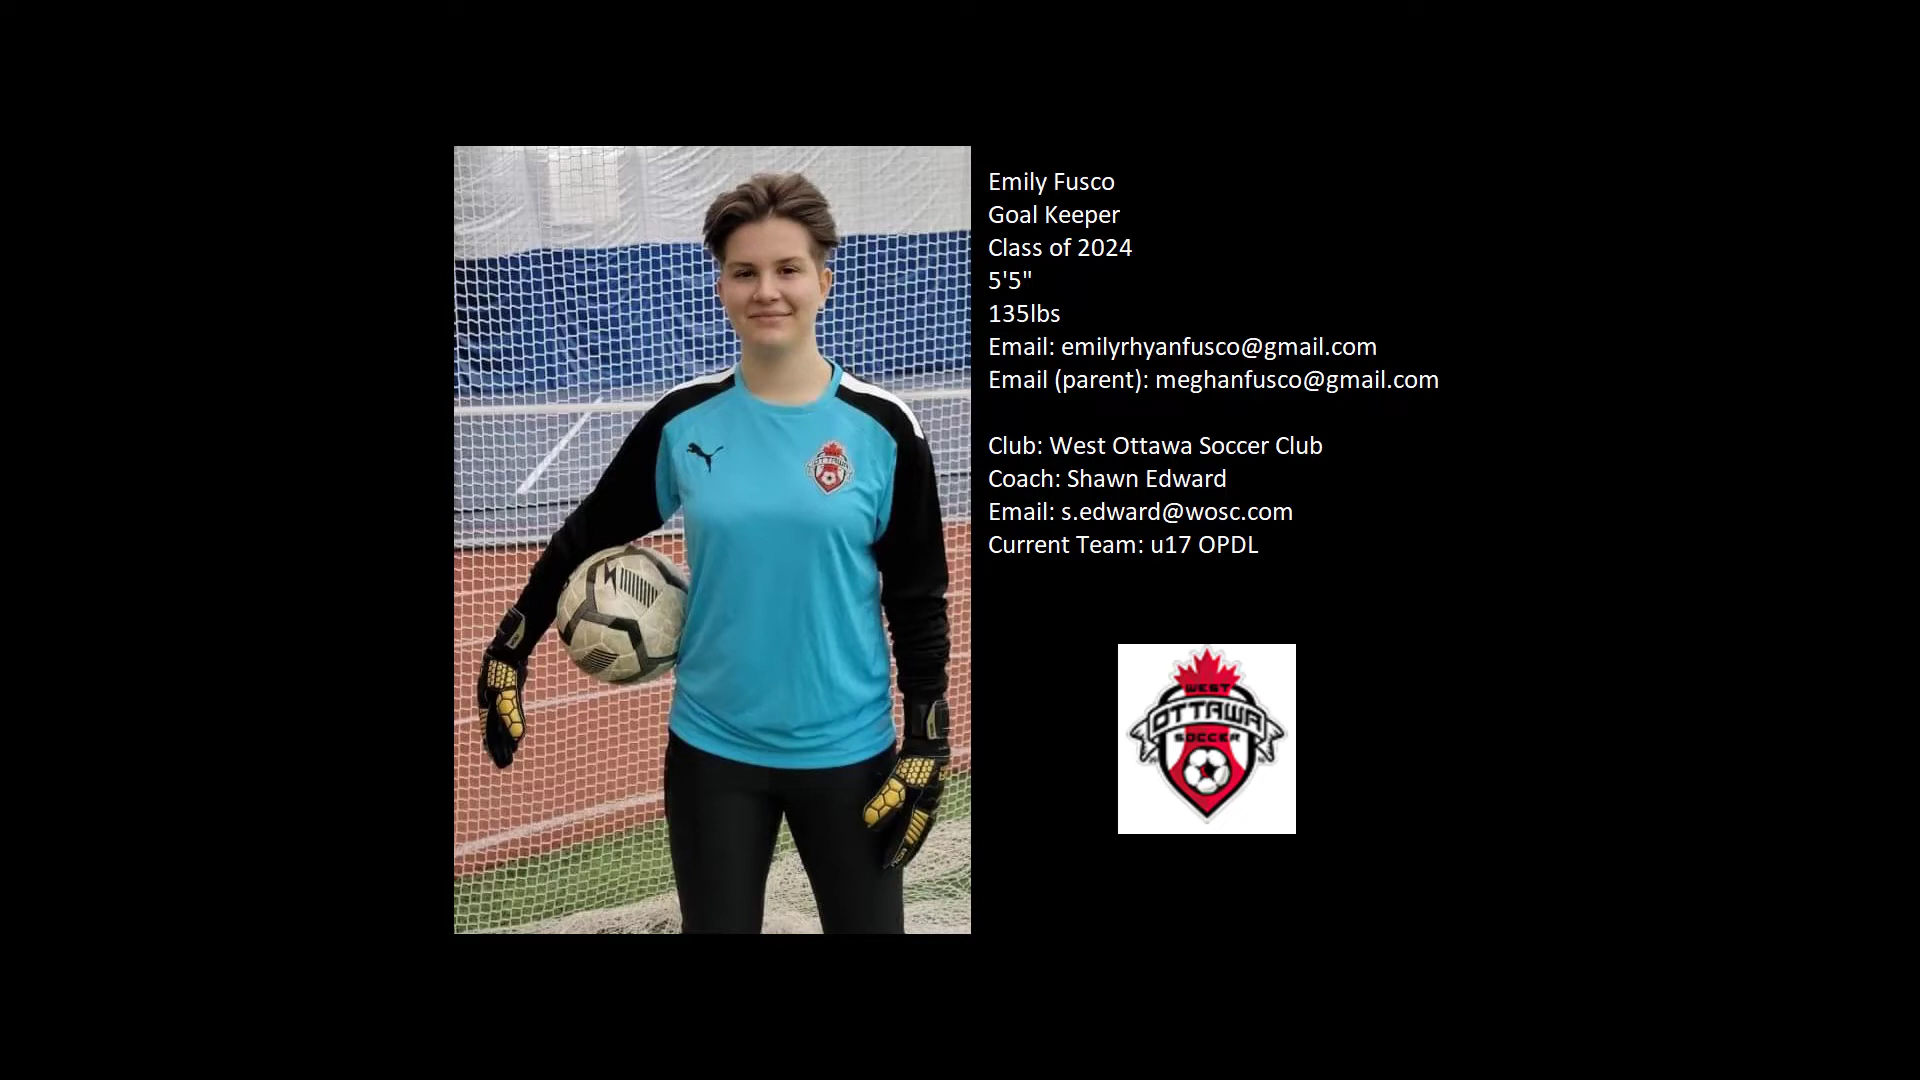 Emily Fusco
Goal Keeper
Class of 2024
5'5"
135lbs
Email: emilyrhyanfusco@gmail.com
Email (parent): meghanfusco@gmail.com
Club: West Ottawa Soccer Club
Coach: Shawn Edward
Email: s.edward@wosc.com
Current Team: u17 OPDL
OTTAWA
WEST
OTTAWA
SOCCER